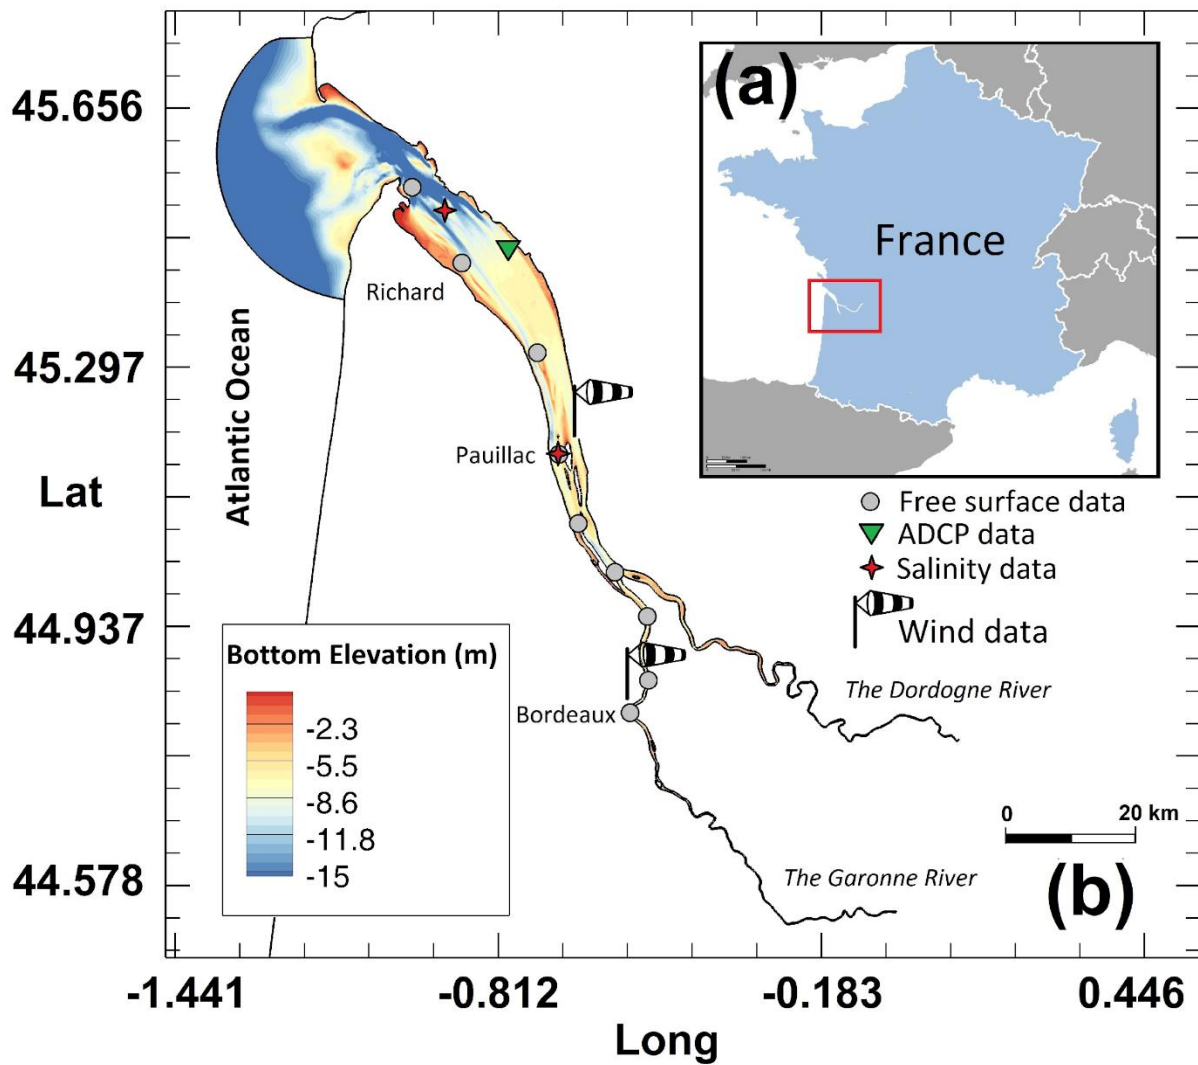 (a)
France
45.656
45.297
Lat
44.937
44.578
Atlantic Ocean
Richard
Pauillac
Bordeaux
Free surface data
ADCP data
Salinity data
Wind data
The Dordogne River
The Garonne River
Bottom Elevation (m)
-2.3
-5.5
-8.6
-11.8
-15
0 20 km
(b)
-1.441 -0.812 -0.183 0.446
Long